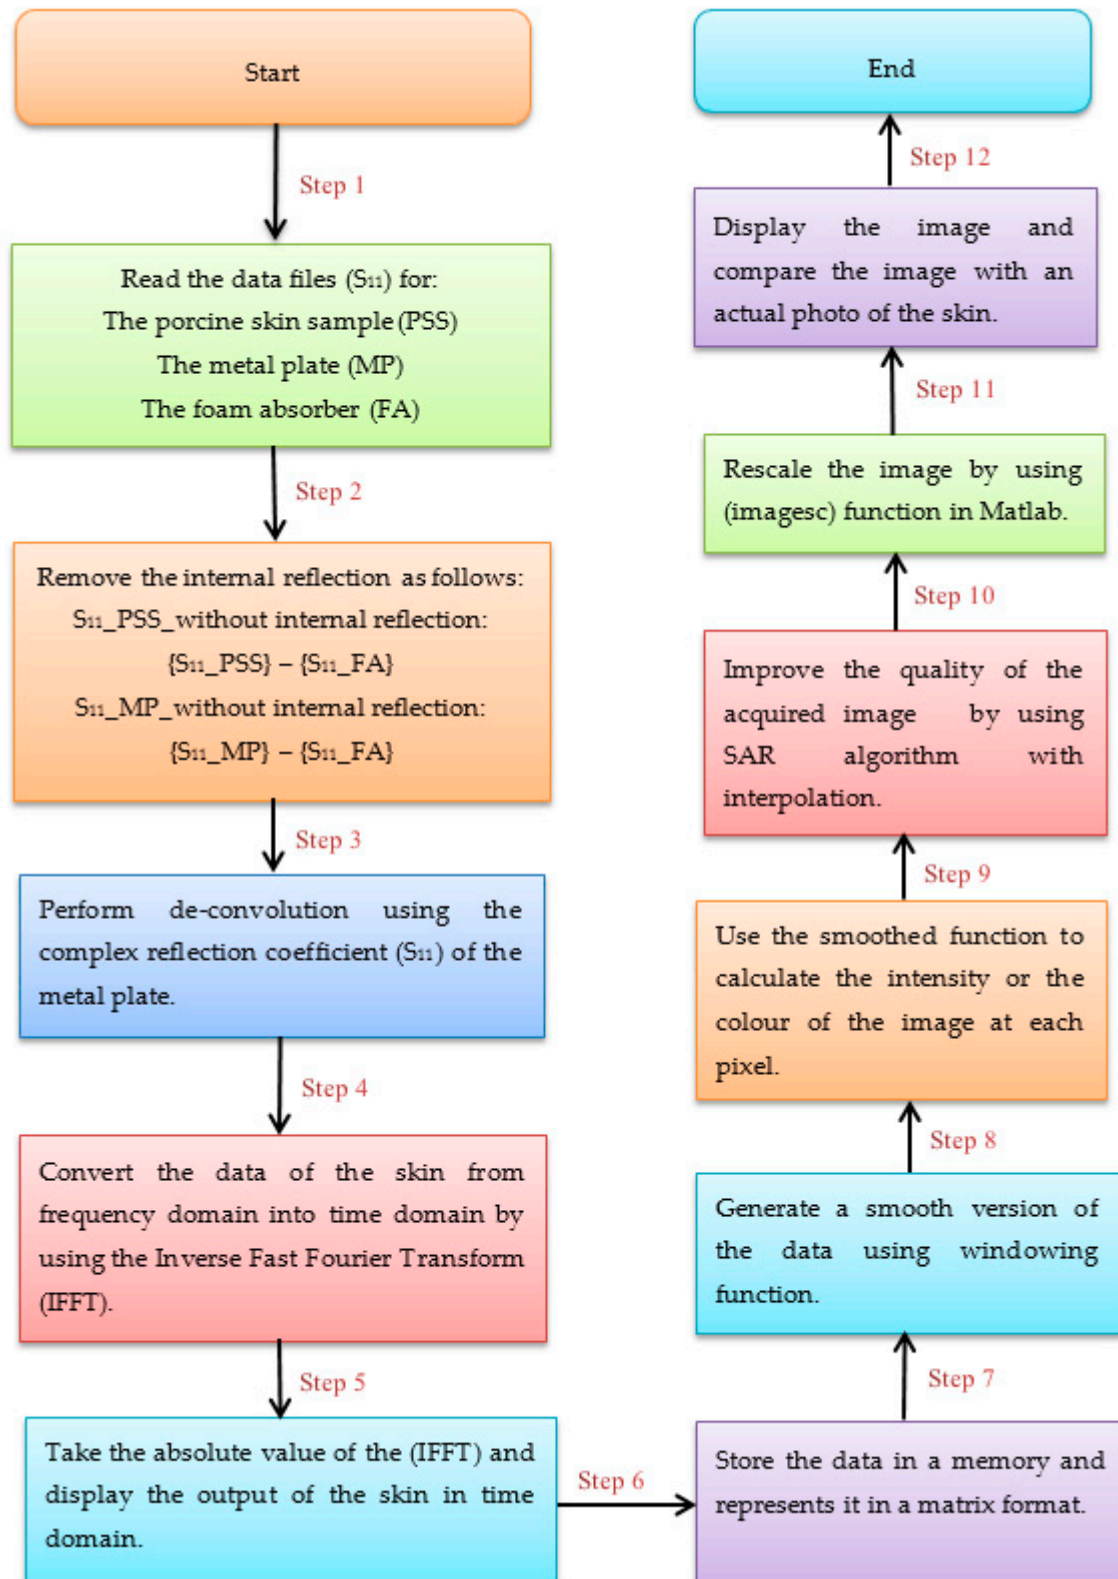 Start
Step 1
Read the data files (S₁₁) for:
The porcine skin sample (PSS)
The metal plate (MP)
The foam absorber (FA)
Step 2
Remove the internal reflection as follows:
S₁₁_PSS_without internal reflection:
{S₁₁_PSS} – {S₁₁_FA}
S₁₁_MP_without internal reflection:
{S₁₁_MP} – {S₁₁_FA}
Step 3
Perform de-convolution using the
complex reflection coefficient (S₁₁) of the
metal plate.
Step 4
Convert the data of the skin from
frequency domain into time domain by
using the Inverse Fast Fourier Transform
(IFFT).
Step 5
Take the absolute value of the (IFFT) and
display the output of the skin in time
domain.
Step 6
Store the data in a memory and
represents it in a matrix format.
Step 7
Generate a smooth version of
the data using windowing
function.
Step 8
Use the smoothed function to
calculate the intensity or the
colour of the image at each
pixel.
Step 9
Improve the quality of the
acquired image by using
SAR algorithm with
interpolation.
Step 10
Rescale the image by using
(imagesc) function in Matlab.
Step 11
Display the image and
compare the image with an
actual photo of the skin.
Step 12
End